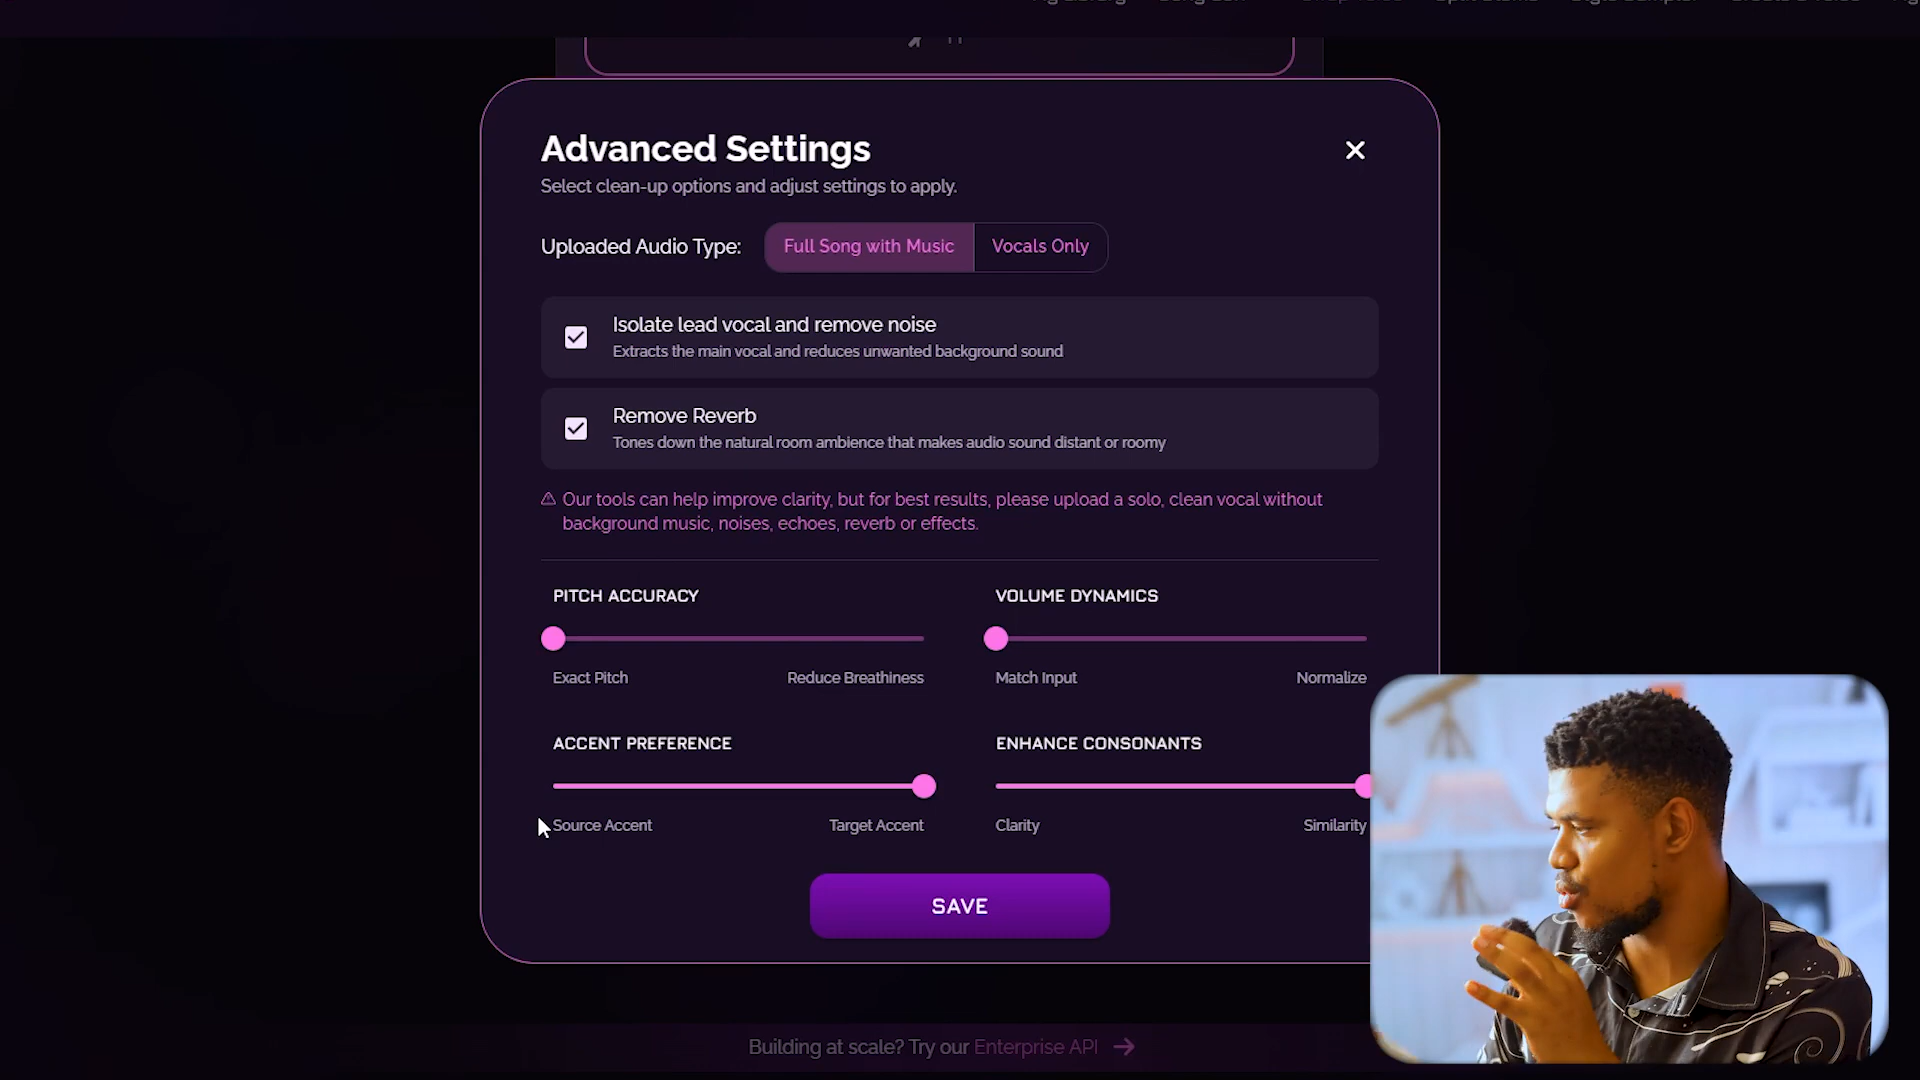 Advanced Settings
Select clean-up options and adjust settings to apply.
Uploaded Audio Type:
Full Song with Music
Vocals Only
Isolate lead vocal and remove noise
Extracts the main vocal and reduces unwanted background sound
Remove Reverb
Tones down the natural room ambience that makes audio sound distant or roomy
Our tools can help improve clarity, but for best results, please upload a solo, clean vocal without
background music, noises, echoes, reverb or effects.
PITCH ACCURACY
VOLUME DYNAMICS
Exact Pitch
Reduce Breathiness
Match Input
Normalize
ACCENT PREFERENCE
ENHANCE CONSONANTS
Source Accent
Target Accent
Clarity
Similarity
SAVE
Building at scale? Try our Enterprise API